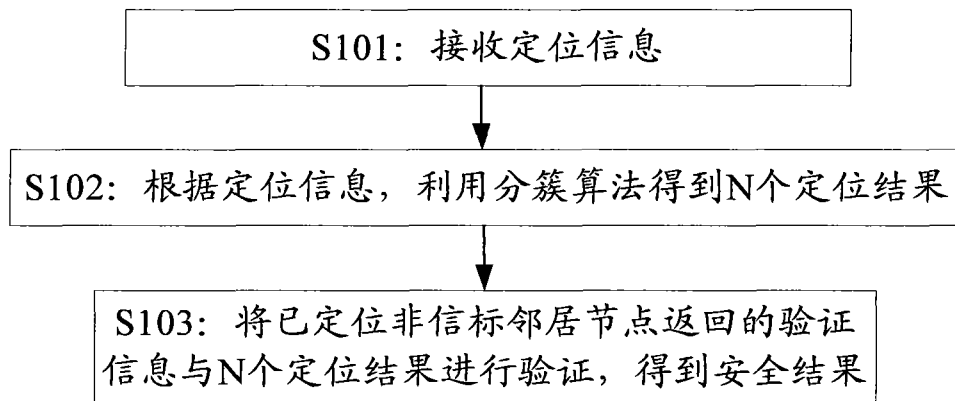 S101：接收定位信息
S102：根据定位信息，利用分簇算法得到N个定位结果
S103：将已定位非信标邻居节点返回的验证
信息与N个定位结果进行验证，得到安全结果